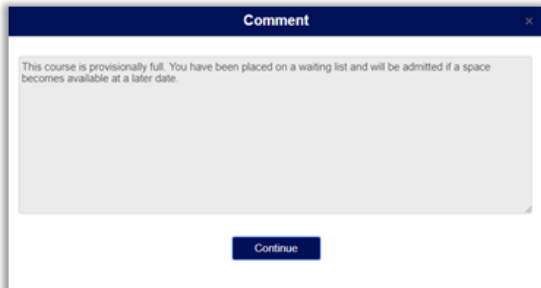 Comment
×
This course is provisionally full. You have been placed on a waiting list and will be admitted if a space
becomes available at a later date.
Continue